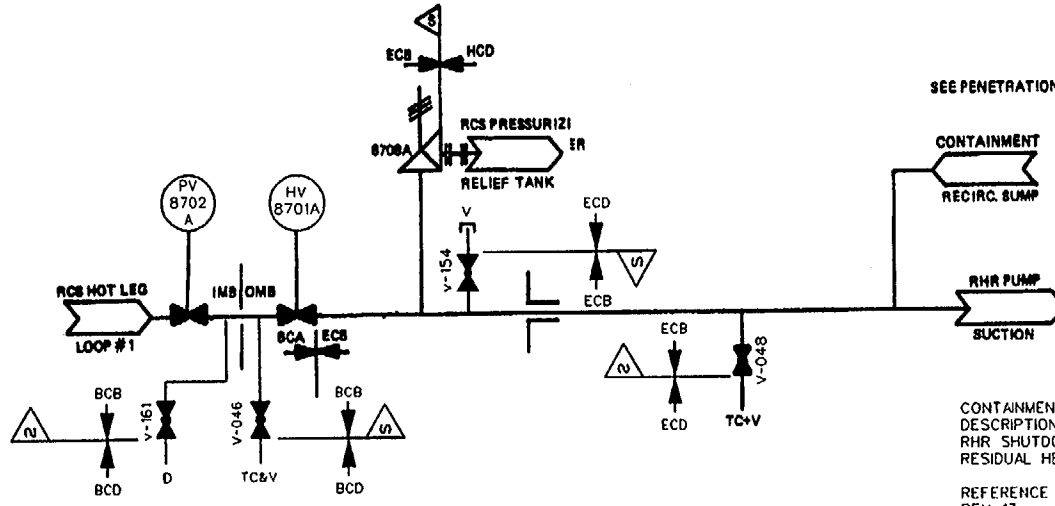 S
ECB HCD
SEE PENETRATION
RCS PRESSURIZI
ER
8708A
RELIEF TANK
CONTAINMENT
RECIRC. SUMP
PV
8702
A
HV
8701A
V
V-154
ECD
S
ECB
RCS HOT LEG
LOOP #1
IMB OMB
BCA ECB
RHR PUMP
SUCTION
ECB
2
ECD
V-048
TC+V
BCB
2
BCD
V-161
D
V-046
TC&V
BCB
S
BCD
CONTAINMEN
DESCRIPTION
RHR SHUTDO
RESIDUAL HE
REFERENCE